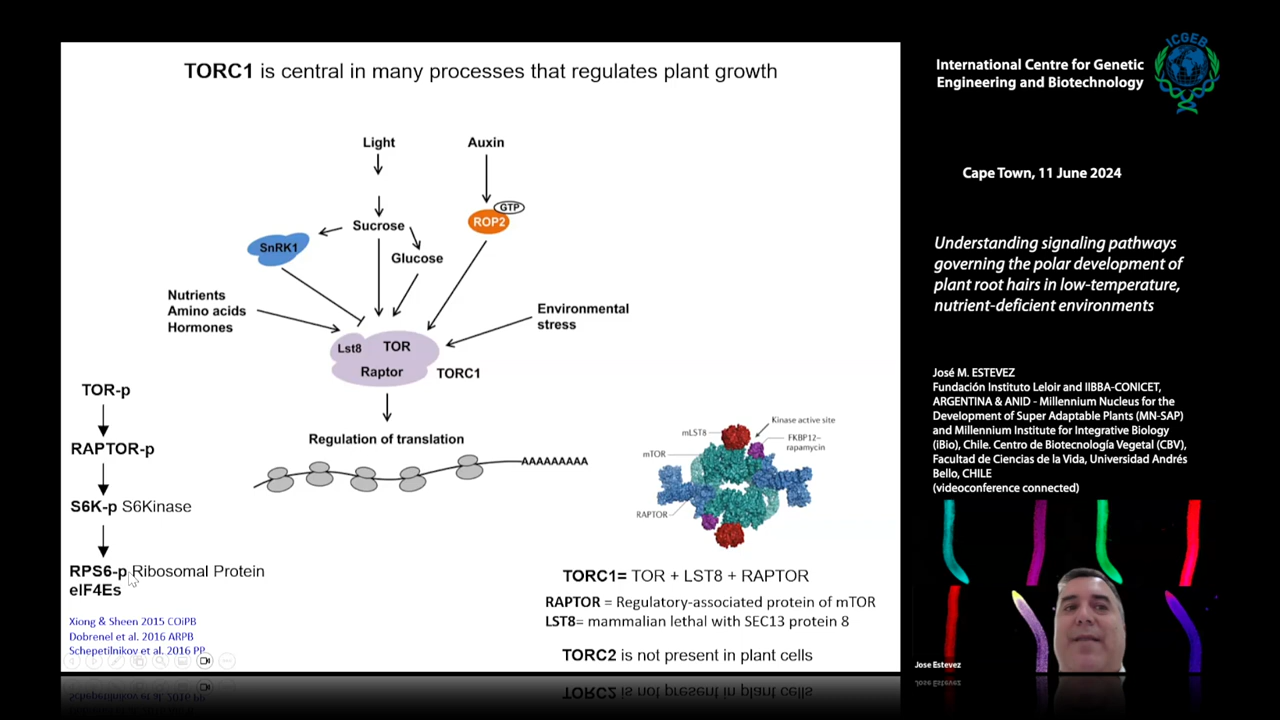 TORC1 is central in many processes that regulates plant growth
Light
Auxin
GTP
ROP2
Sucrose
SnRK1
Glucose
Nutrients
Amino acids
Hormones
Environmental
stress
Lst8
TOR
Raptor
TORC1
TOR-p
RAPTOR-p
S6K-p S6Kinase
RPS6-p Ribosomal Protein
eIF4Es
Regulation of translation
AAAAAAAAA
Kinase active site
mLST8
FKBP12–
rapamycin
mTOR
RAPTOR
TORC1= TOR + LST8 + RAPTOR
RAPTOR = Regulatory-associated protein of mTOR
LST8= mammalian lethal with SEC13 protein 8
TORC2 is not present in plant cells
Xiong & Sheen 2015 COiPB
Dobrenel et al. 2016 ARPB
Schepetilnikov et al. 2016 PP
ICGEB
International Centre for Genetic
Engineering and Biotechnology
Cape Town, 11 June 2024
Understanding signaling pathways
governing the polar development of
plant root hairs in low-temperature,
nutrient-deficient environments
José M. ESTEVEZ
Fundación Instituto Leloir and IIBBA-CONICET,
ARGENTINA & ANID - Millennium Nucleus for the
Development of Super Adaptable Plants (MN-SAP)
and Millennium Institute for Integrative Biology
(iBio), Chile. Centro de Biotecnología Vegetal (CBV),
Facultad de Ciencias de la Vida, Universidad Andrés
Bello, CHILE
(videoconference connected)
Jose Estevez